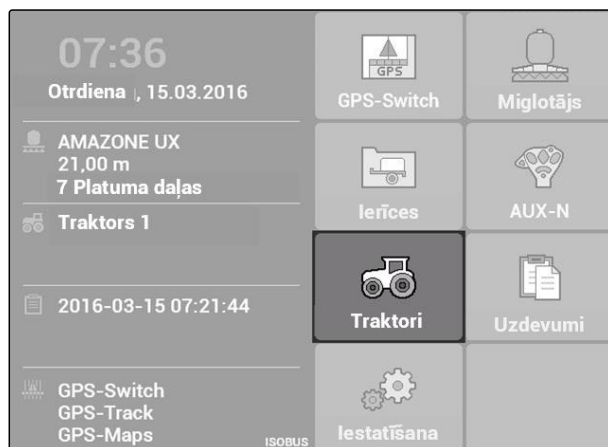 07:36
Otrdiena , 15.03.2016
AMAZONE UX
21,00 m
7 Platuma daļas
Traktors 1
2016-03-15 07:21:44
GPS-Switch
GPS-Track
GPS-Maps
ISOBUS
GPS
GPS-Switch
Miglotājs
Ierīces
AUX-N
Traktori
Uzdevumi
Iestatīšana